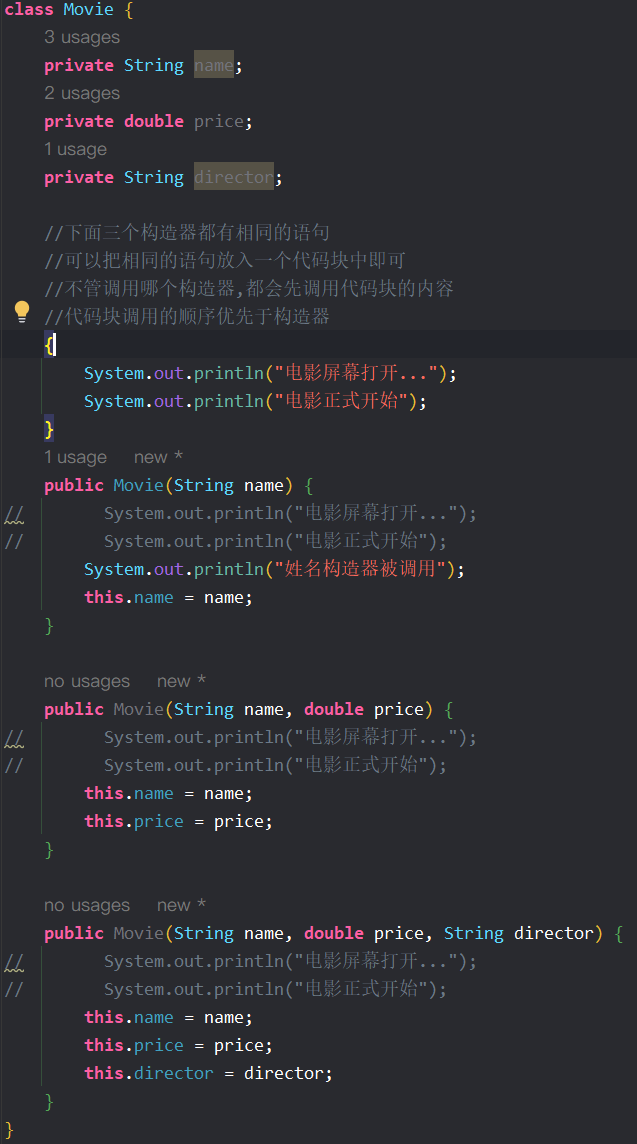 class Movie {
3 usages
private String name;
2 usages
private double price;
1 usage
private String director;
//下面三个构造器都有相同的语句
//可以把相同的语句放入一个代码块中即可
//不管调用哪个构造器,都会先调用代码块的内容
//代码块调用的顺序优先于构造器
{
System.out.println("电影屏幕打开...");
System.out.println("电影正式开始");
}
1 usage new *
public Movie(String name) {
// System.out.println("电影屏幕打开...");
// System.out.println("电影正式开始");
System.out.println("姓名构造器被调用");
this.name = name;
}
no usages new *
public Movie(String name, double price) {
// System.out.println("电影屏幕打开...");
// System.out.println("电影正式开始");
this.name = name;
this.price = price;
}
no usages new *
public Movie(String name, double price, String director) {
// System.out.println("电影屏幕打开...");
// System.out.println("电影正式开始");
this.name = name;
this.price = price;
this.director = director;
}
}